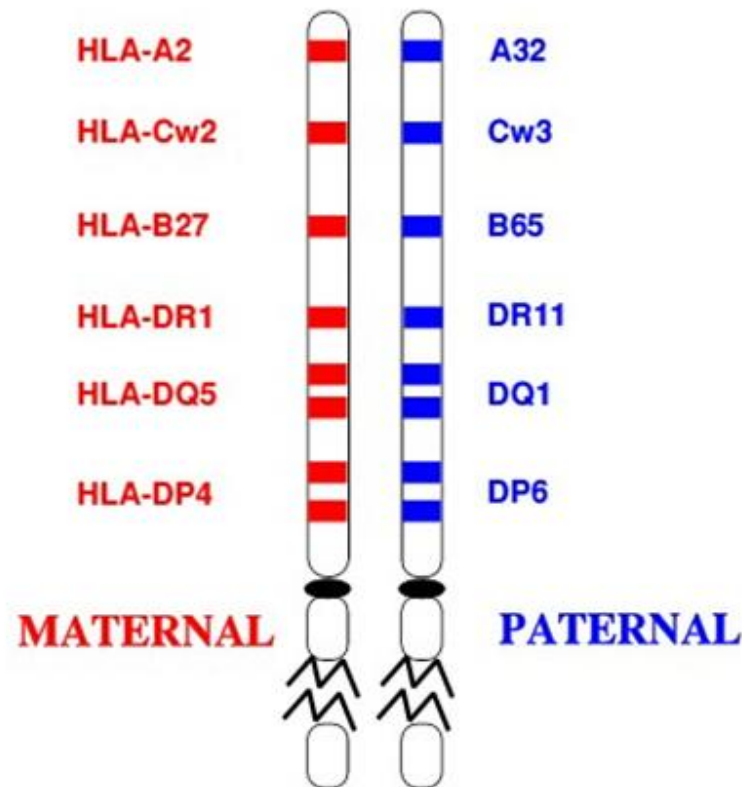 HLA-A2 A32
HLA-Cw2 Cw3
HLA-B27 B65
HLA-DR1 DR11
HLA-DQ5 DQ1
HLA-DP4 DP6
MATERNAL PATERNAL